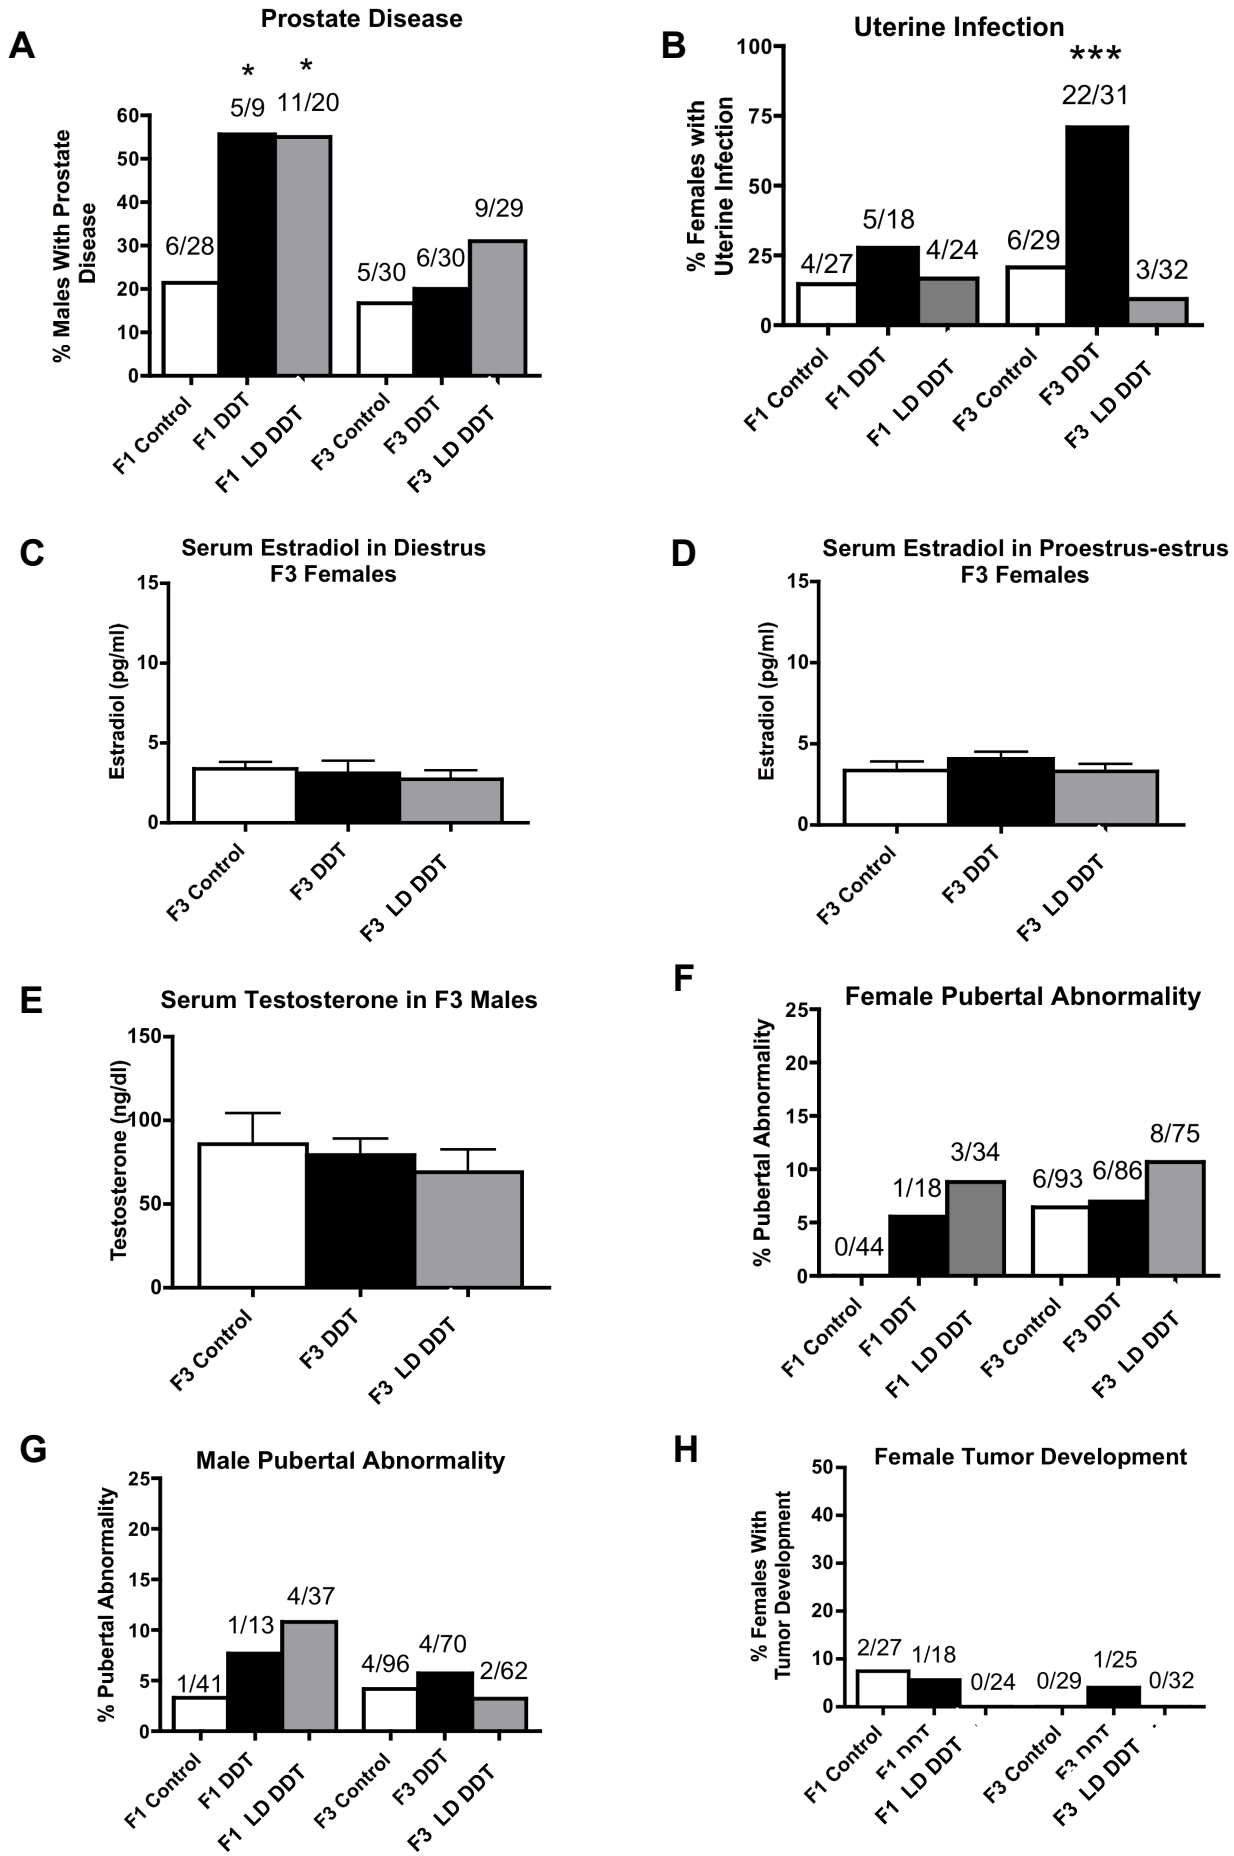 A
Prostate Disease
% Males With Prostate
Disease
60
50
40
30
20
10
0
* *
6/28 5/9 11/20 5/30 6/30 9/29
F1 Control F1 DDT F1 LD DDT F3 Control F3 DDT F3 LD DDT
B
Uterine Infection
% Females with
Uterine Infection
100
75
50
25
0
***
4/27 5/18 4/24 6/29 22/31 3/32
F1 Control F1 DDT F1 LD DDT F3 Control F3 DDT F3 LD DDT
C
Serum Estradiol in Diestrus
F3 Females
Estradiol (pg/ml)
15
10
5
0
F3 Control F3 DDT F3 LD DDT
D
Serum Estradiol in Proestrus-estrus
F3 Females
Estradiol (pg/ml)
15
10
5
0
F3 Control F3 DDT F3 LD DDT
E
Serum Testosterone in F3 Males
Testosterone (ng/dl)
150
100
50
0
F3 Control F3 DDT F3 LD DDT
F
Female Pubertal Abnormality
% Pubertal Abnormality
25
20
15
10
5
0
0/44 1/18 3/34 6/93 6/86 8/75
F1 Control F1 DDT F1 LD DDT F3 Control F3 DDT F3 LD DDT
G
Male Pubertal Abnormality
% Pubertal Abnormality
25
20
15
10
5
0
1/41 1/13 4/37 4/96 4/70 2/62
F1 Control F1 DDT F1 LD DDT F3 Control F3 DDT F3 LD DDT
H
Female Tumor Development
% Females With
Tumor Development
50
40
30
20
10
0
2/27 1/18 0/24 0/29 1/25 0/32
F1 Control F1 DDT F1 LD DDT F3 Control F3 DDT F3 LD DDT